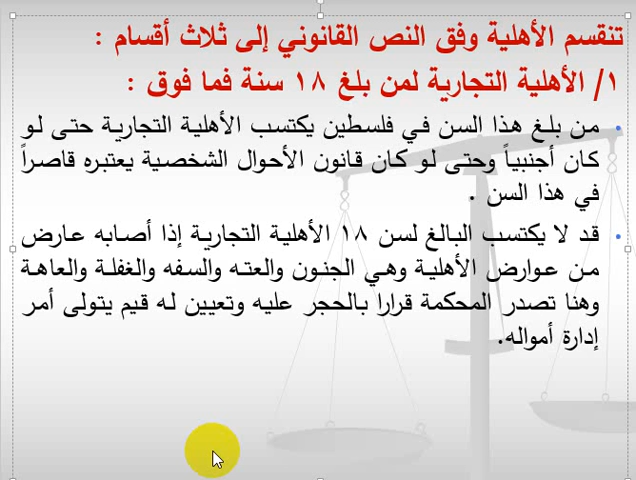 تنقسم الأهلية وفق النص القانوني إلى ثلاث أقسام :
١/ الأهلية التجارية لمن بلغ ١٨ سنة فما فوق :
• من بلغ هذا السن في فلسطين يكتسب الأهلية التجارية حتى لو
كان أجنبياً وحتى لو كان قانون الأحوال الشخصية يعتبره قاصراً
في هذا السن .
• قد لا يكتسب البالغ لسن ١٨ الأهلية التجارية إذا أصابه عارض
من عوارض الأهلية وهي الجنون والعته والسفه والغفلة والعاهة
وهنا تصدر المحكمة قرارا بالحجر عليه وتعيين له قيم يتولى أمر
إدارة أمواله.